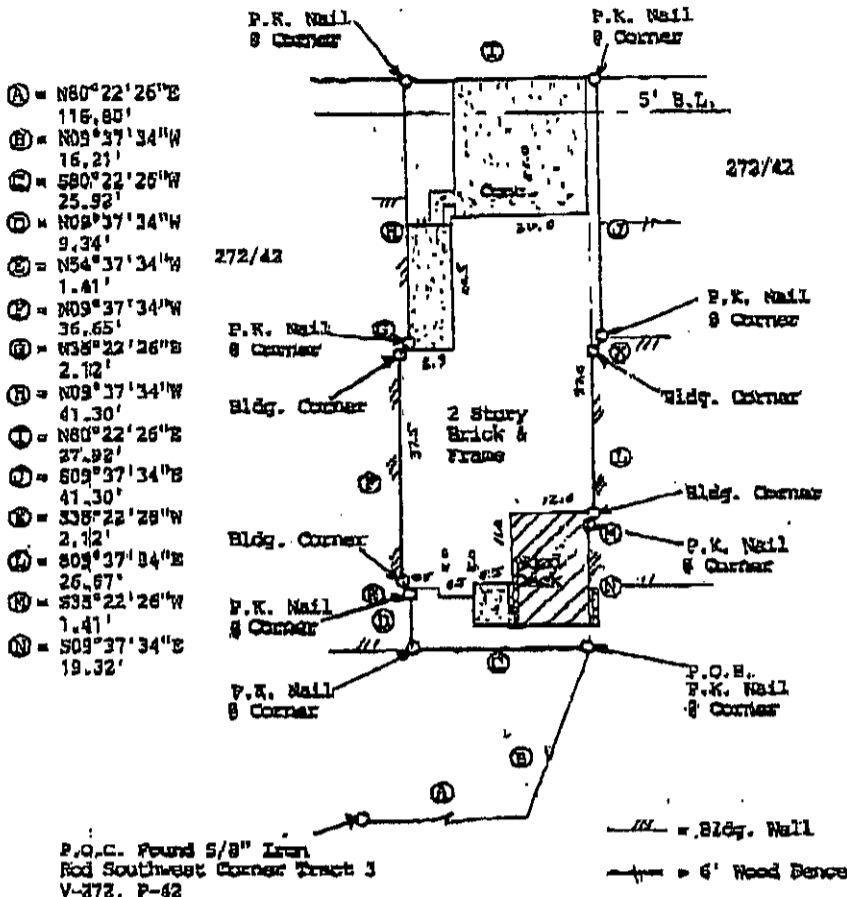 P.K. Nail
@ Corner
P.K. Nail
@ Corner
I
5' B.L.
272/42
272/42
Conc.
20.0
H
J
G
P.K. Nail
@ Corner
P.K. Nail
@ Corner
K
Bldg. Corner
Bldg. Corner
2 Story
Brick &
Frame
37.5
F
L
12.0
Bldg. Corner
M
P.K. Nail
@ Corner
Bldg. Corner
E
N
P.K. Nail
@ Corner
D
C
P.K. Nail
@ Corner
P.O.B.
P.K. Nail
@ Corner
B
A
A = N80°22'26"E
116.80'
B = N09°37'34"W
16.21'
C = S80°22'26"W
25.92'
D = N09°37'34"W
9.34'
E = N54°37'34"W
1.41'
F = N09°37'34"W
36.65'
G = N35°22'26"E
2.12'
H = N09°37'34"W
41.30'
I = N80°22'26"E
27.92'
J = S09°37'34"E
41.30'
K = S35°22'26"W
2.12'
L = S09°37'34"E
26.67'
M = S35°22'26"W
1.41'
N = S09°37'34"E
19.32'
P.O.C. Found 5/8" Iron
Rod Southwest Corner Tract 3
V-272, P-42
= Bldg. Wall
= 6' Wood Fence